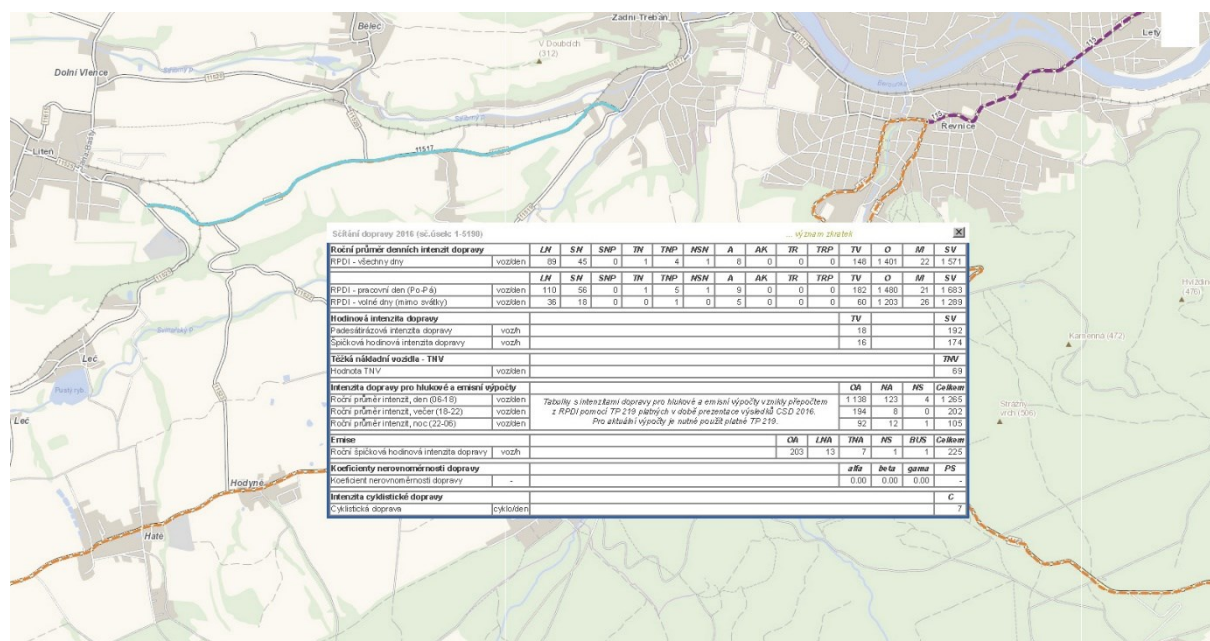 Zadní Třebaň
Belec
V Doubcích
(312)
Lety
Dolní Vlence
115
Řevnice
11517
Liteň
Sčítání dopravy 2016 (sč.úsek: 1-5198) ... význam zkratek
Roční průměr denních intenzit dopravy LN SN SNP TN TNP NSN A AK TR TRP TV O M SV
RPDI - všechny dny voz/den 89 45 0 1 4 1 8 0 0 0 148 1 401 22 1 571
LN SN SNP TN TNP NSN A AK TR TRP TV O M SV
RPDI - pracovní den (Po-Pá) voz/den 110 56 0 1 5 1 9 0 0 0 182 1 480 21 1 683
RPDI - volné dny (mimo svátky) voz/den 36 18 0 0 1 0 5 0 0 0 60 1 203 26 1 289
Hodinová intenzita dopravy TV SV
Padesátirázová intenzita dopravy voz/h 18 192
Špičková hodinová intenzita dopravy voz/h 16 174
Těžká nákladní vozidla - TNV TNV
Hodnota TNV voz/den 69
Intenzita dopravy pro hlukové a emisní výpočty OA NA NS Celkem
Roční průměr intenzit, den (06-18) voz/den 1 138 123 4 1 265
Roční průměr intenzit, večer (18-22) voz/den 194 8 0 202
Roční průměr intenzit, noc (22-06) voz/den 92 12 1 105
Tabulky s intenzitami dopravy pro hlukové a emisní výpočty vznikly přepočtem
z RPDI pomocí TP 219 platných v době prezentace výsledků CSD 2016.
Pro aktuální výpočty je nutné použít platné TP 219.
Emise OA LNA TNA NS BUS Celkem
Roční špičková hodinová intenzita dopravy voz/h 203 13 7 1 1 225
Koeficienty nerovnoměrnosti dopravy alfa beta gama PS
Koeficient nerovnoměrnosti dopravy - 0.00 0.00 0.00 -
Intenzita cyklistické dopravy C
Cyklistická doprava cyklo/den 7
Hvízdinec
(476)
Kamenná (472)
Leč
Pustý ryb.
Leč
Strážný
vrch (506)
Hodyně
Hatě